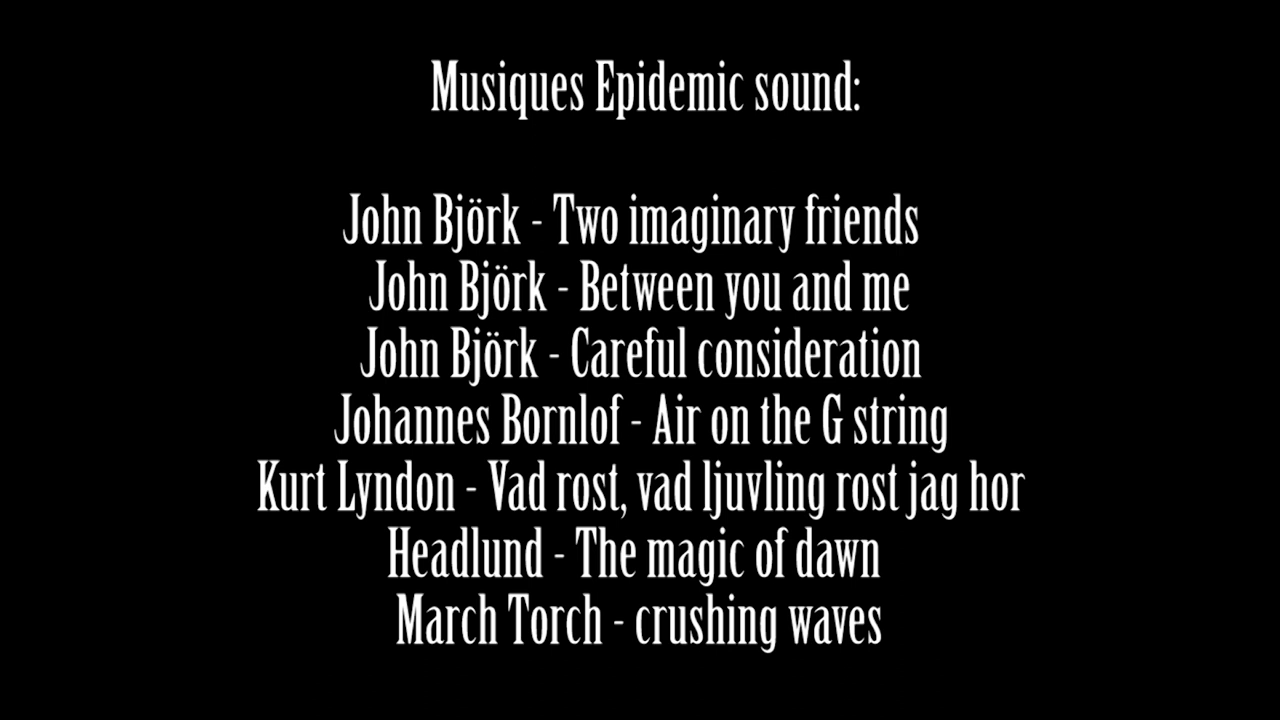 Musiques Epidemic sound:
John Björk - Two imaginary friends
John Björk - Between you and me
John Björk - Careful consideration
Johannes Bornlof - Air on the G string
Kurt Lyndon - Vad rost, vad ljuvling rost jag hor
Headlund - The magic of dawn
March Torch - crushing waves